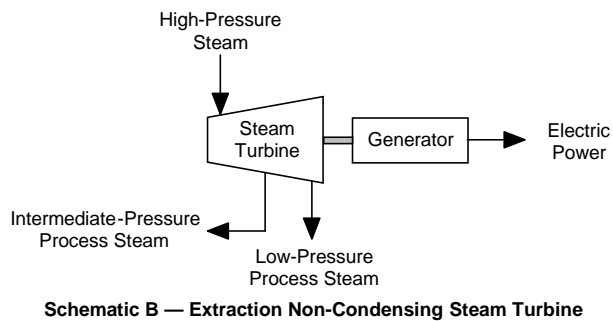 High-Pressure
Steam
Steam
Turbine
Generator
Electric
Power
Intermediate-Pressure
Process Steam
Low-Pressure
Process Steam
Schematic B — Extraction Non-Condensing Steam Turbine